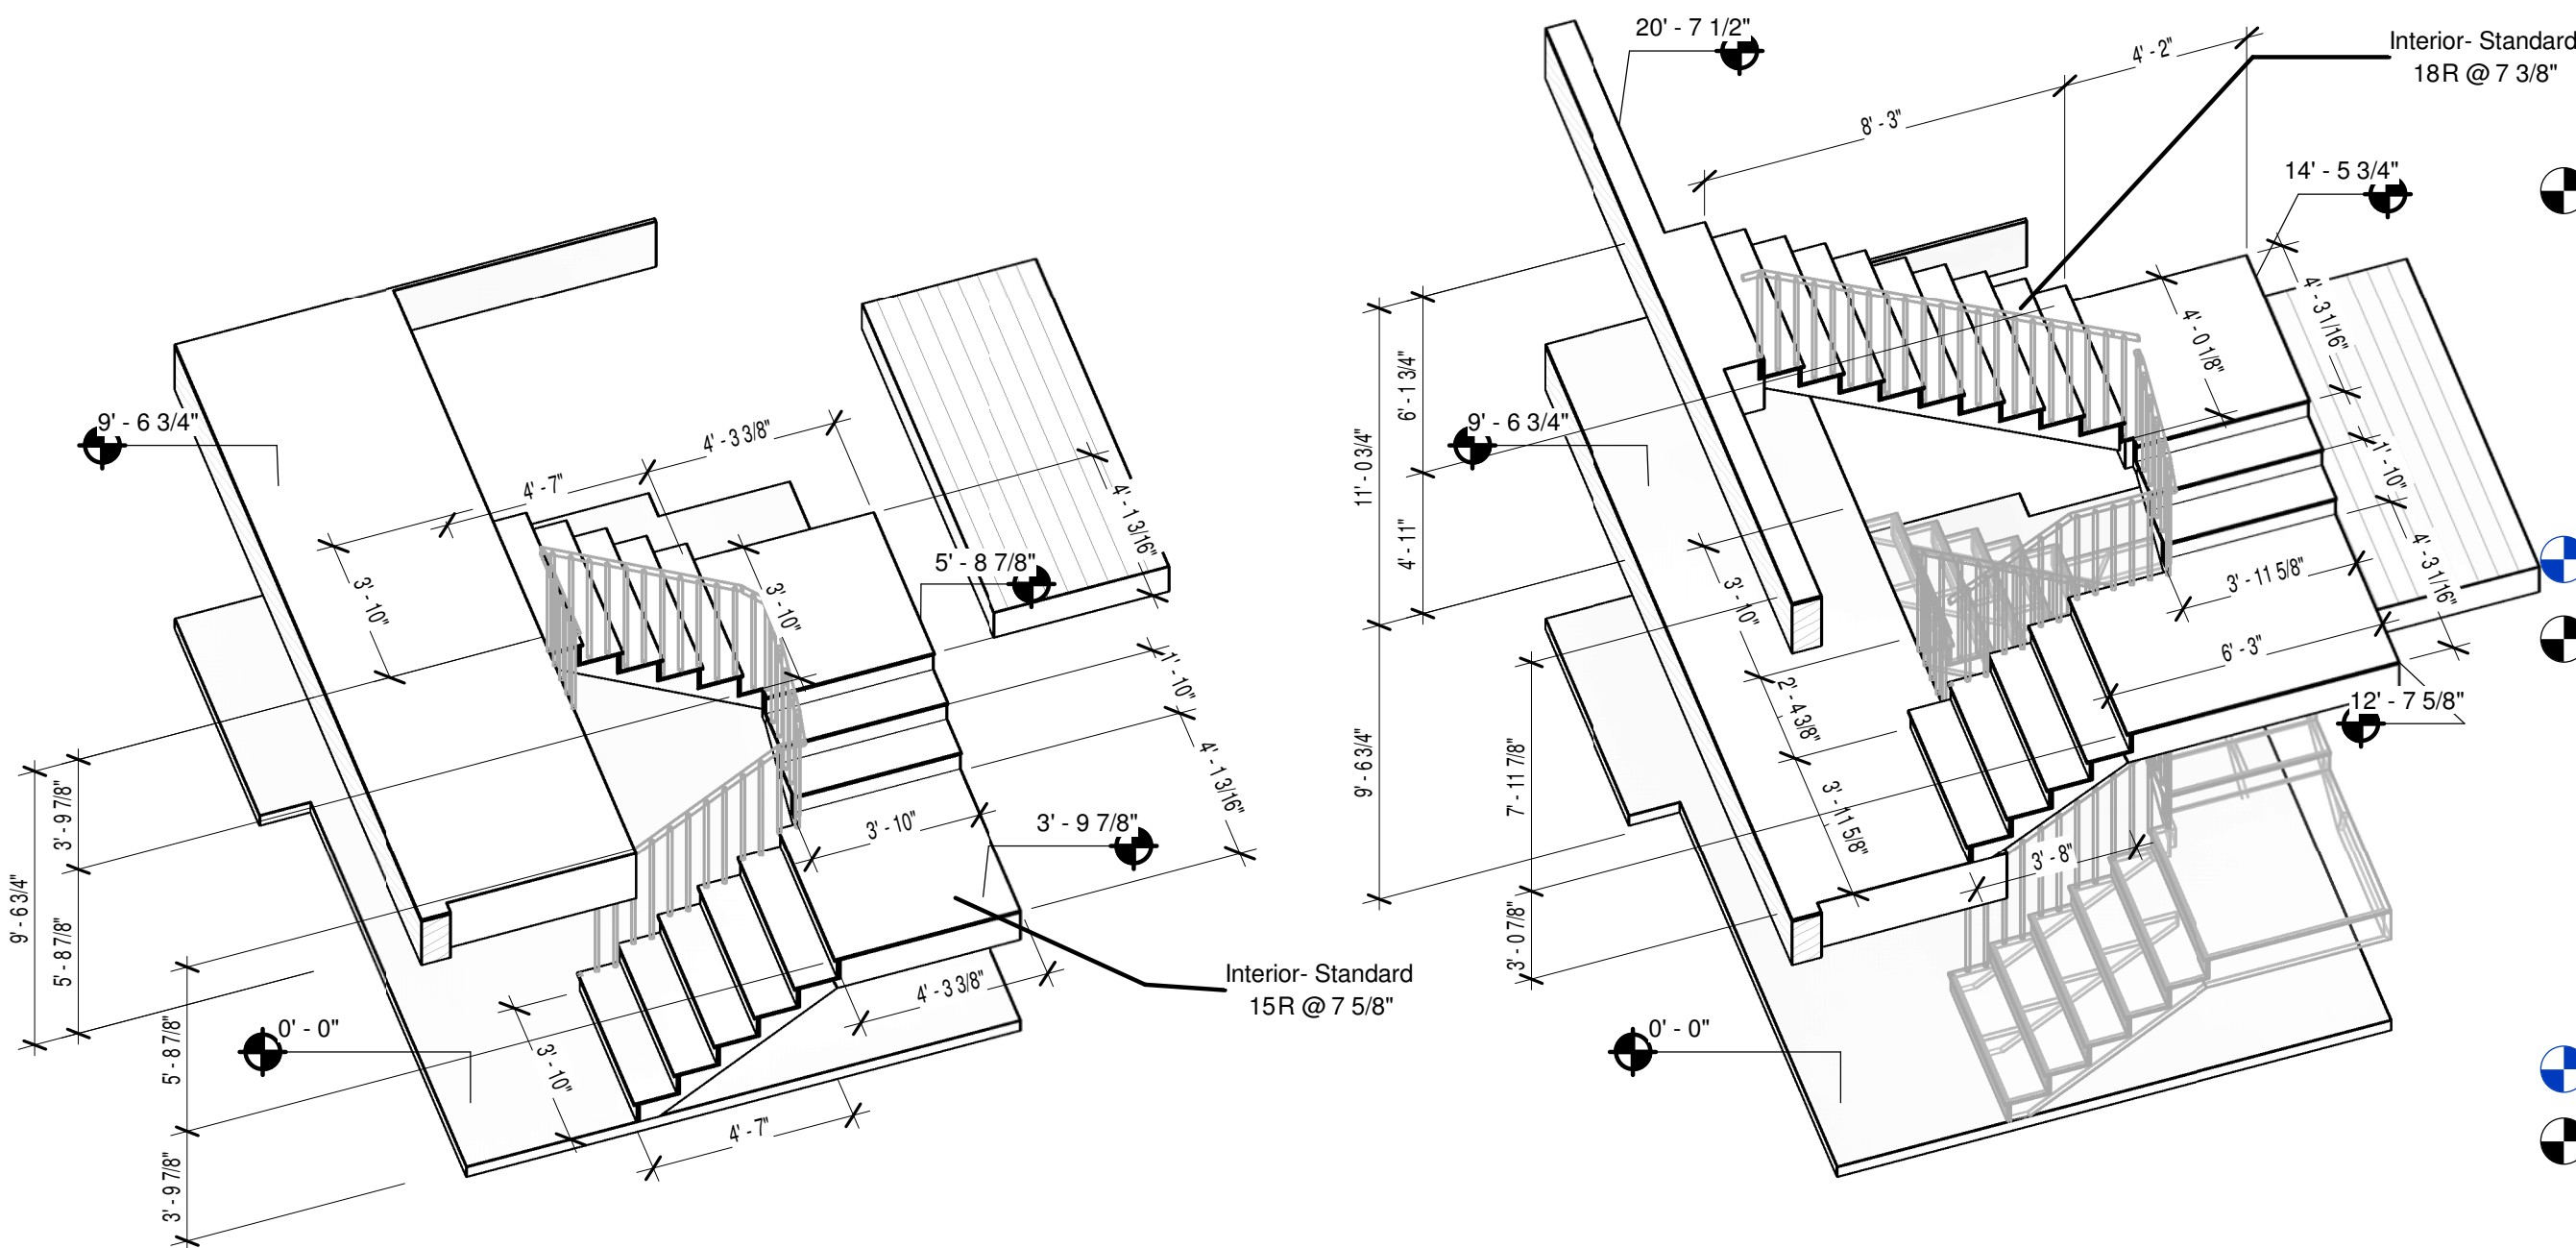 9' - 6 3/4"
4' - 7"
4' - 3 3/8"
4' - 1 3/16"
3' - 10"
3' - 10"
5' - 8 7/8"
1' - 10"
4' - 1 3/16"
3' - 10"
3' - 9 7/8"
9' - 6 3/4"
3' - 9 7/8"
5' - 8 7/8"
5' - 8 7/8"
3' - 9 7/8"
0' - 0"
3' - 10"
4' - 7"
4' - 3 3/8"
Interior- Standard
15R @ 7 5/8"
20' - 7 1/2"
8' - 3"
4' - 2"
Interior- Standard
18R @ 7 3/8"
14' - 5 3/4"
4' - 3 1/16"
4' - 0 1/8"
1' - 10"
4' - 3 1/16"
3' - 11 5/8"
6' - 3"
12' - 7 5/8"
11' - 0 3/4"
6' - 1 3/4"
4' - 11"
9' - 6 3/4"
9' - 6 3/4"
3' - 10"
2' - 4 3/8"
3' - 11 5/8"
7' - 11 7/8"
3' - 0 7/8"
3' - 8"
0' - 0"